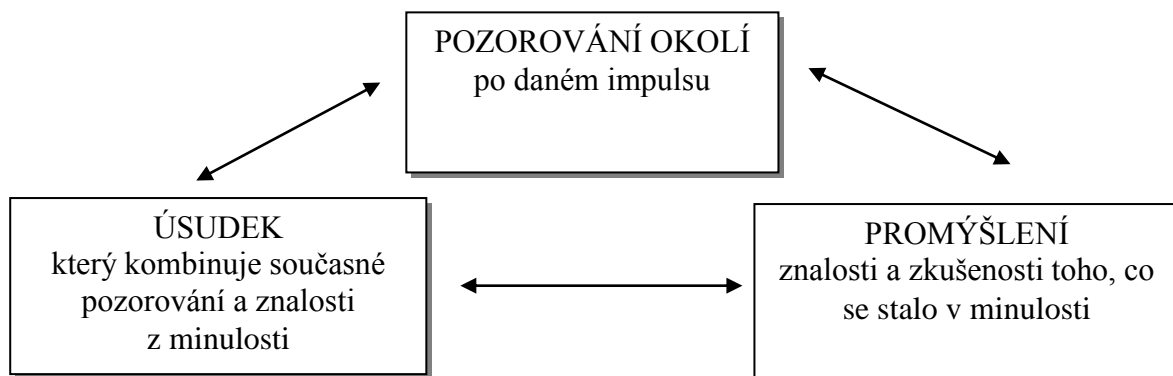 POZOROVÁNÍ OKOLÍ
po daném impulsu
ÚSUDEK
který kombinuje současné
pozorování a znalosti
z minulosti
PROMÝŠLENÍ
znalosti a zkušenosti toho, co
se stalo v minulosti